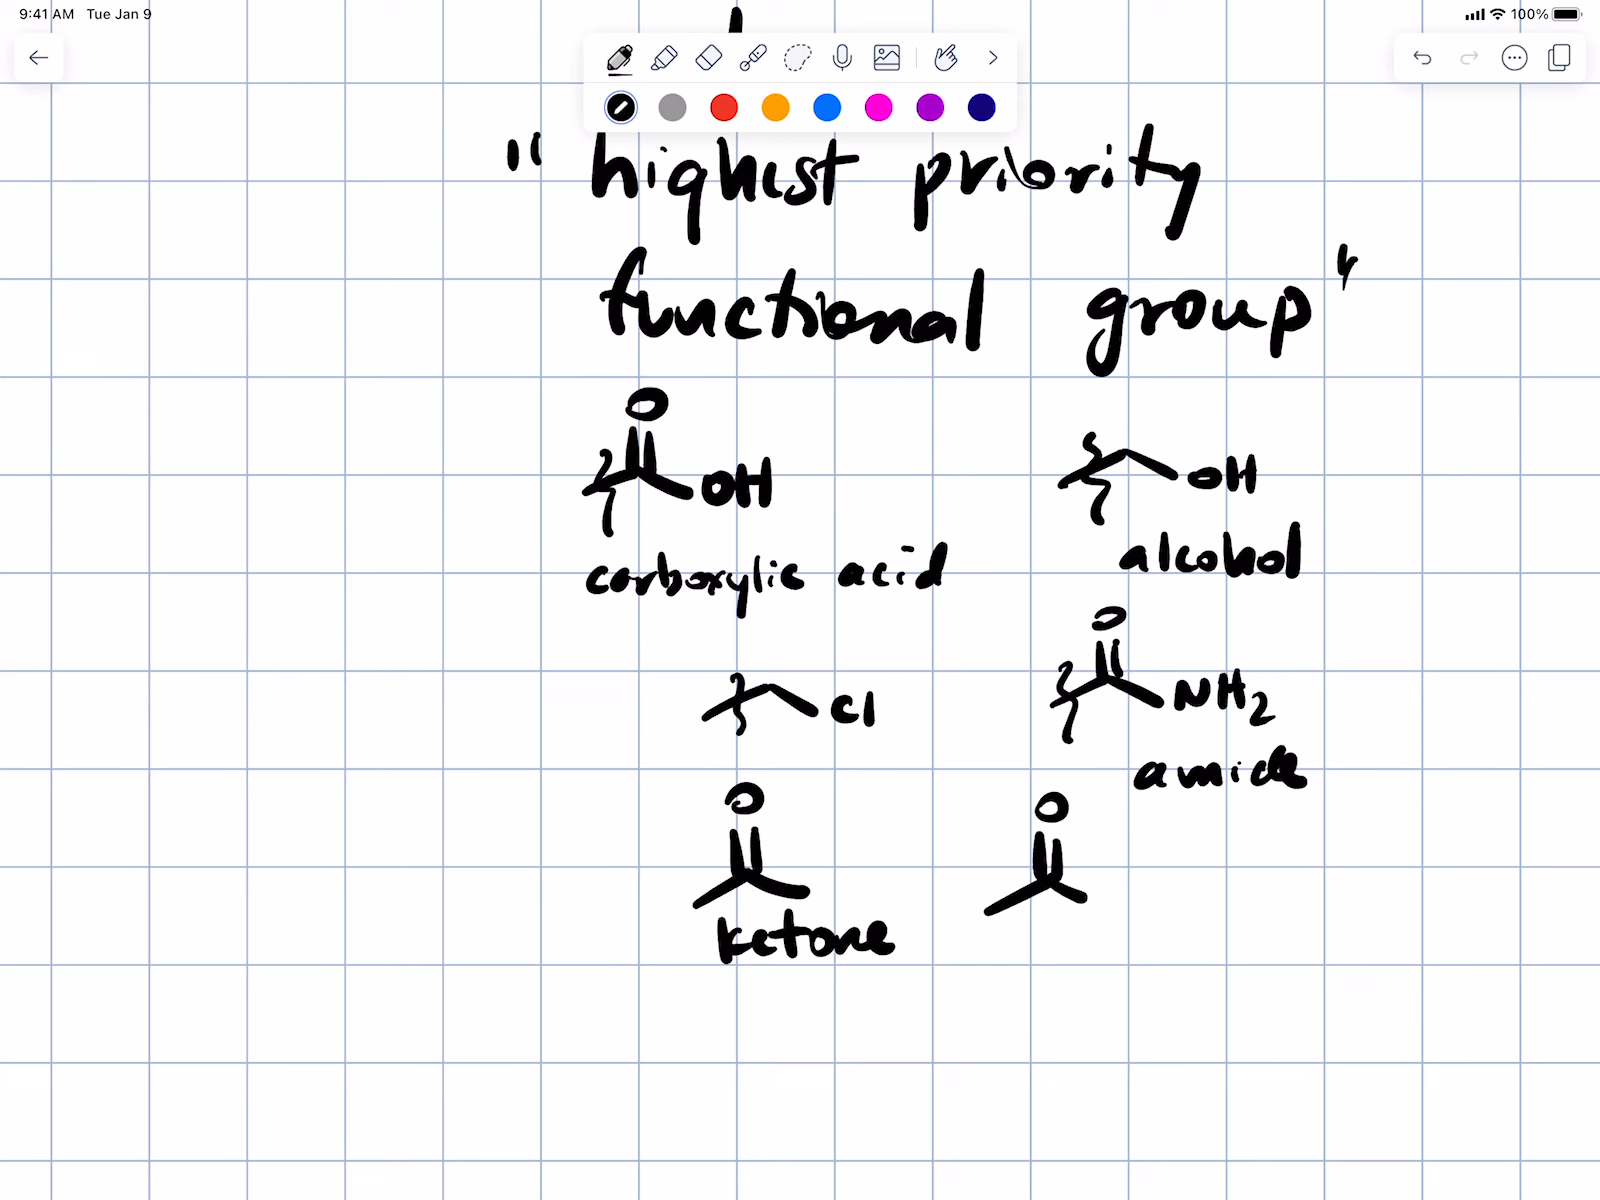 9:41 AM Tue Jan 9
100%
" highest priority
functional group"
O
OH
OH
carboxylic acid
alcohol
O
Cl
NH2
amide
O
O
ketone